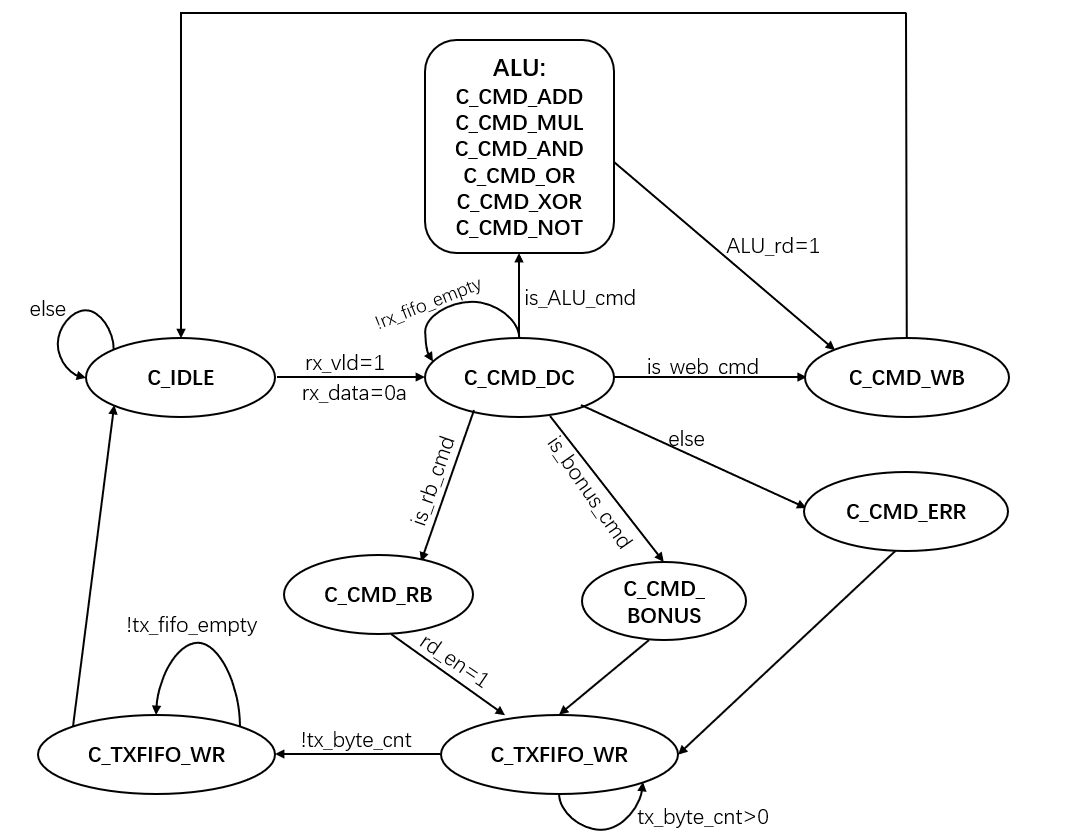 ALU:
C_CMD_ADD
C_CMD_MUL
C_CMD_AND
C_CMD_OR
C_CMD_XOR
C_CMD_NOT
ALU_rd=1
!rx_fifo_empty
is_ALU_cmd
else
C_IDLE
rx_vld=1
rx_data=0a
C_CMD_DC
is_web_cmd
C_CMD_WB
else
is_rb_cmd
is_bonus_cmd
C_CMD_ERR
C_CMD_RB
C_CMD_
BONUS
!tx_fifo_empty
rd_en=1
C_TXFIFO_WR
!tx_byte_cnt
C_TXFIFO_WR
tx_byte_cnt>0